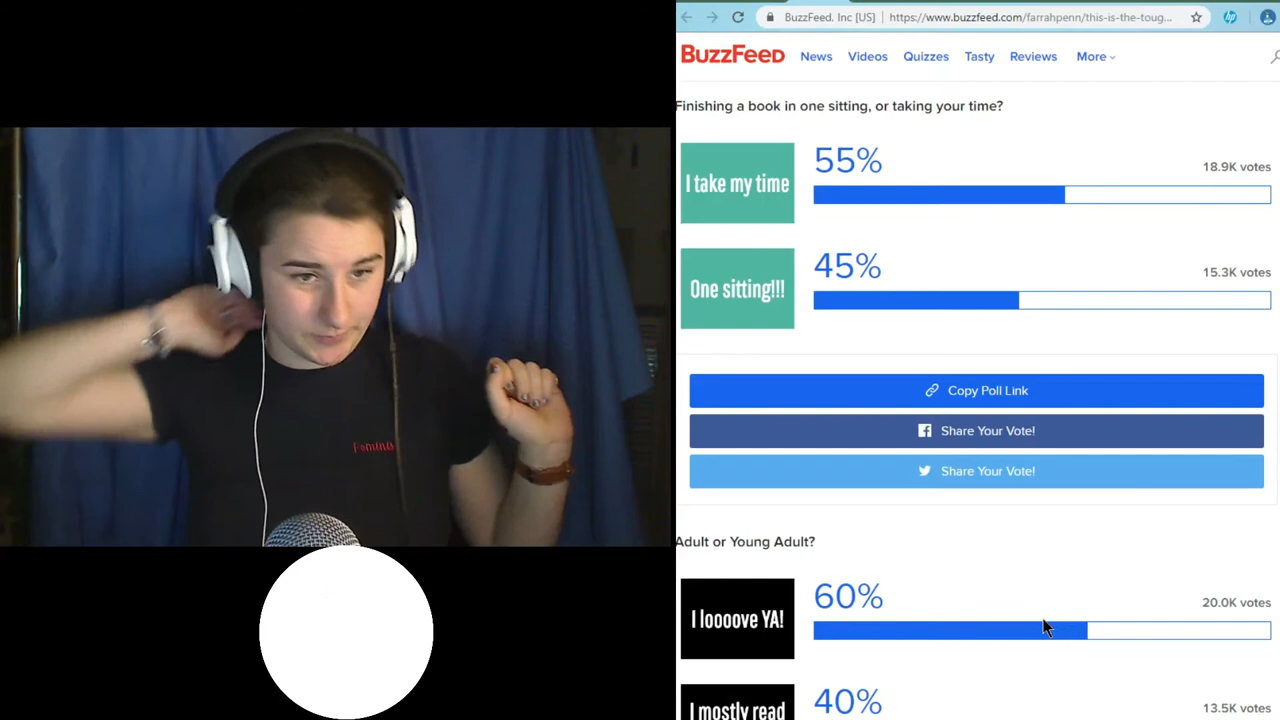 BuzzFeed, Inc [US]
https://www.buzzfeed.com/farrahpenn/this-is-the-toug...
BuzzFeed News Videos Quizzes Tasty Reviews More
Finishing a book in one sitting, or taking your time?
I take my time
55%
18.9K votes
One sitting!!!
45%
15.3K votes
Copy Poll Link
Share Your Vote!
Share Your Vote!
Adult or Young Adult?
I loooove YA!
60%
20.0K votes
I mostly read
40%
13.5K votes